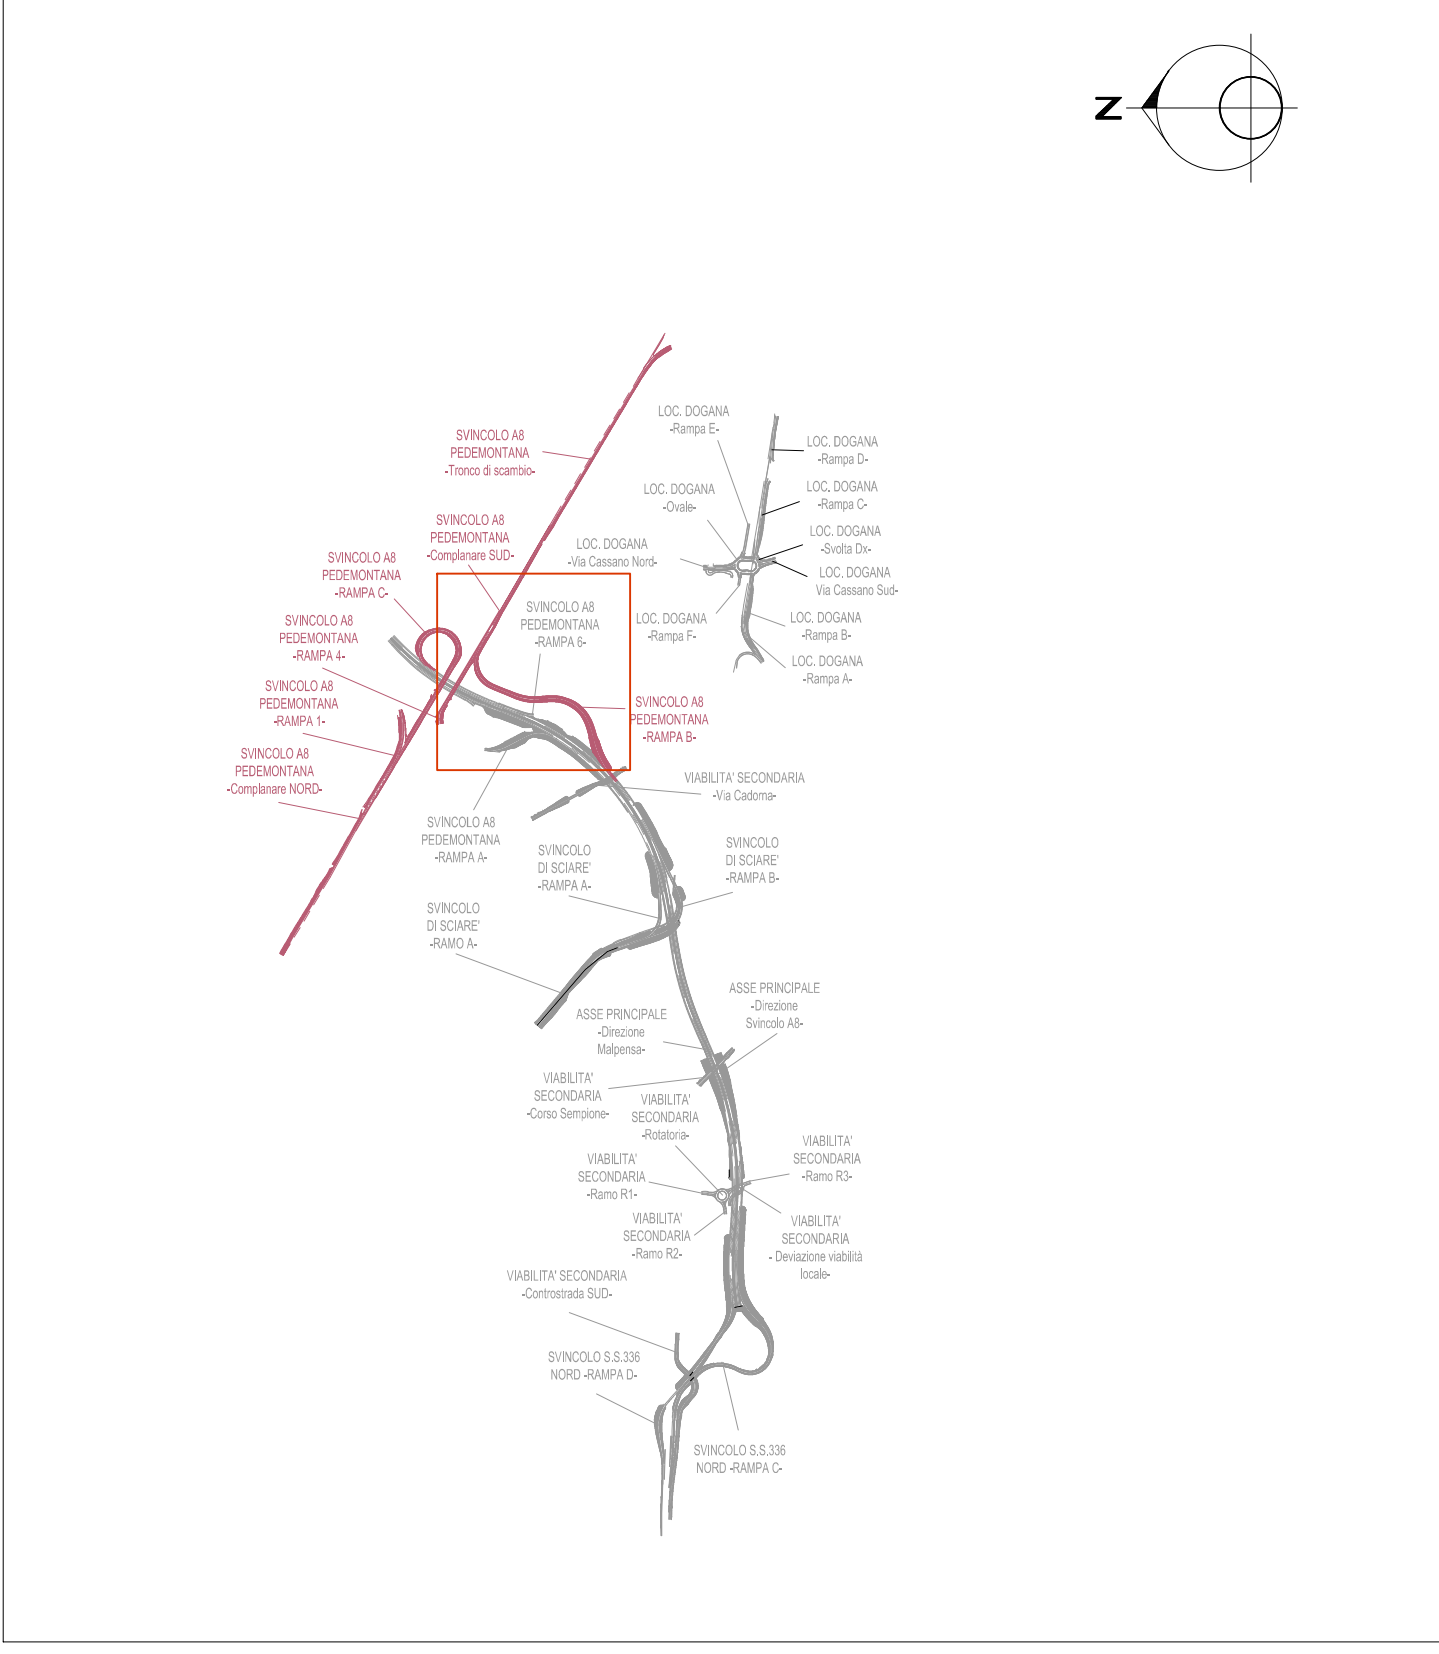 N
LOC. DOGANA
-Rampa E-
SVINCOLO A8
PEDEMONTANA
-Tronco di scambio-
LOC. DOGANA
-Rampa D-
LOC. DOGANA
-Ovale-
LOC. DOGANA
-Rampa C-
SVINCOLO A8
PEDEMONTANA
-Complanare SUD-
LOC. DOGANA
-Svolta Dx-
LOC. DOGANA
-Via Cassano Nord-
SVINCOLO A8
PEDEMONTANA
-RAMPA C-
LOC. DOGANA
Via Cassano Sud-
SVINCOLO A8
PEDEMONTANA
-RAMPA 6-
LOC. DOGANA
-Rampa F-
LOC. DOGANA
-Rampa B-
SVINCOLO A8
PEDEMONTANA
-RAMPA 4-
LOC. DOGANA
-Rampa A-
SVINCOLO A8
PEDEMONTANA
-RAMPA 1-
SVINCOLO A8
PEDEMONTANA
-RAMPA B-
SVINCOLO A8
PEDEMONTANA
-Complanare NORD-
VIABILITA' SECONDARIA
-Via Cadorna-
SVINCOLO A8
PEDEMONTANA
-RAMPA A-
SVINCOLO
DI SCIARE'
-RAMPA B-
SVINCOLO
DI SCIARE'
-RAMPA A-
SVINCOLO
DI SCIARE'
-RAMO A-
ASSE PRINCIPALE
-Direzione
Svincolo A8-
ASSE PRINCIPALE
-Direzione
Malpensa-
VIABILITA'
SECONDARIA
-Corso Sempione-
VIABILITA'
SECONDARIA
-Rotatoria-
VIABILITA'
SECONDARIA
-Ramo R3-
VIABILITA'
SECONDARIA
-Ramo R1-
VIABILITA'
SECONDARIA
-Ramo R2-
VIABILITA'
SECONDARIA
- Deviazione viabilità
locale-
VIABILITA' SECONDARIA
-Controstrada SUD-
SVINCOLO S.S.336
NORD -RAMPA D-
SVINCOLO S.S.336
NORD -RAMPA C-